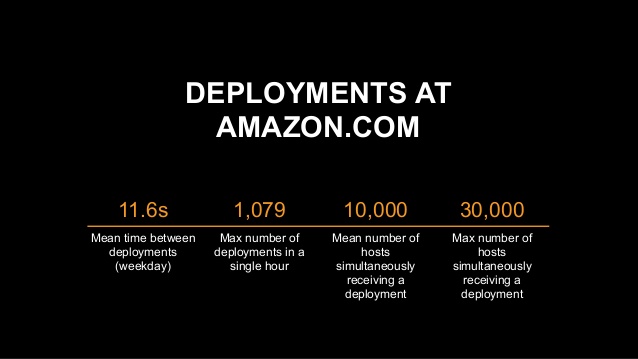 DEPLOYMENTS AT
AMAZON.COM
11.6s
Mean time between
deployments
(weekday)
1,079
Max number of
deployments in a
single hour
10,000
Mean number of
hosts
simultaneously
receiving a
deployment
30,000
Max number of
hosts
simultaneously
receiving a
deployment